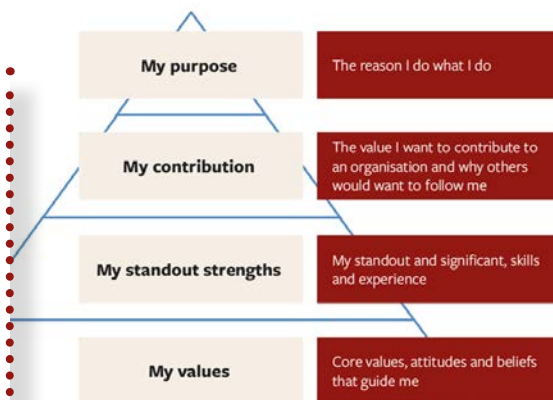 My purpose
The reason I do what I do
My contribution
The value I want to contribute to
an organisation and why others
would want to follow me
My standout strengths
My standout and significant, skills
and experience
My values
Core values, attitudes and beliefs
that guide me